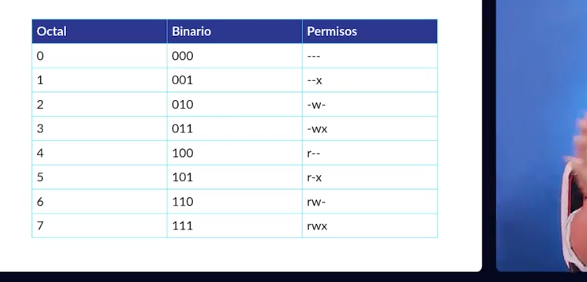 Octal Binario Permisos
0 000 ---
1 001 --x
2 010 -w-
3 011 -wx
4 100 r--
5 101 r-x
6 110 rw-
7 111 rwx